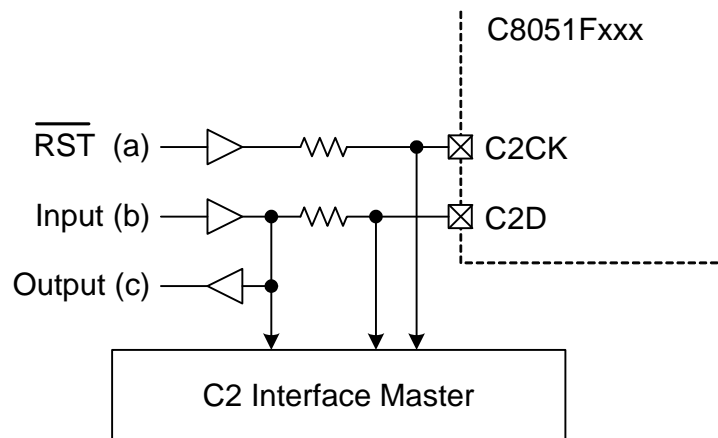 C8051Fxxx
RST (a)
C2CK
Input (b)
C2D
Output (c)
C2 Interface Master